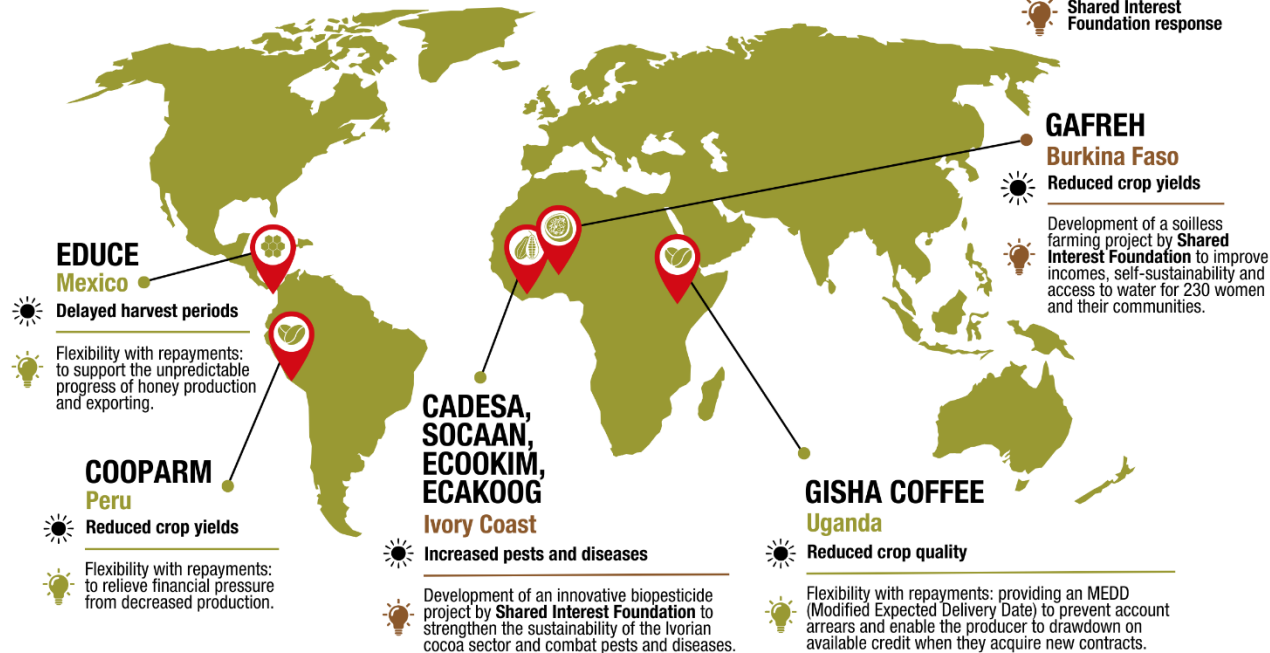 Shared Interest
Foundation response
GAFREH
Burkina Faso
Reduced crop yields
Development of a soilless
farming project by Shared
Interest Foundation to improve
incomes, self-sustainability and
access to water for 230 women
and their communities.
EDUCE
Mexico
Delayed harvest periods
Flexibility with repayments:
to support the unpredictable
progress of honey production
and exporting.
COOPARM
Peru
Reduced crop yields
Flexibility with repayments:
to relieve financial pressure
from decreased production.
CADESA,
SOCAAN,
ECOOKIM,
ECAKOOG
Ivory Coast
Increased pests and diseases
Development of an innovative biopesticide
project by Shared Interest Foundation to
strengthen the sustainability of the Ivorian
cocoa sector and combat pests and diseases.
GISHA COFFEE
Uganda
Reduced crop quality
Flexibility with repayments: providing an MEDD
(Modified Expected Delivery Date) to prevent account
arrears and enable the producer to drawdown on
available credit when they acquire new contracts.